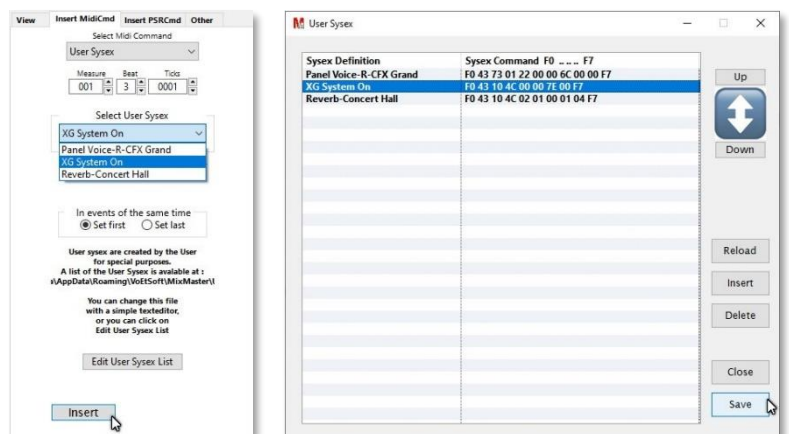 View Insert MidiCmd Insert PSRCmd Other
Select Midi Command
User Sysex
Measure Beat Ticks
001 3 0001
Select User Sysex
XG System On
Panel Voice-R-CFX Grand
XG System On
Reverb-Concert Hall
In events of the same time
Set first Set last
User sysex are created by the User
for special purposes.
A list of the User Sysex is avalable at :
\AppData\Roaming\VoEtSoft\MixMaster\
You can change this file
with a simple texteditor,
or you can click on
Edit User Sysex List
Edit User Sysex List
Insert
User Sysex
Sysex Definition Sysex Command F0 .. .. .. F7
Panel Voice-R-CFX Grand F0 43 73 01 22 00 00 6C 00 00 F7
XG System On F0 43 10 4C 00 00 7E 00 F7
Reverb-Concert Hall F0 43 10 4C 02 01 00 01 04 F7
Up
Down
Reload
Insert
Delete
Close
Save